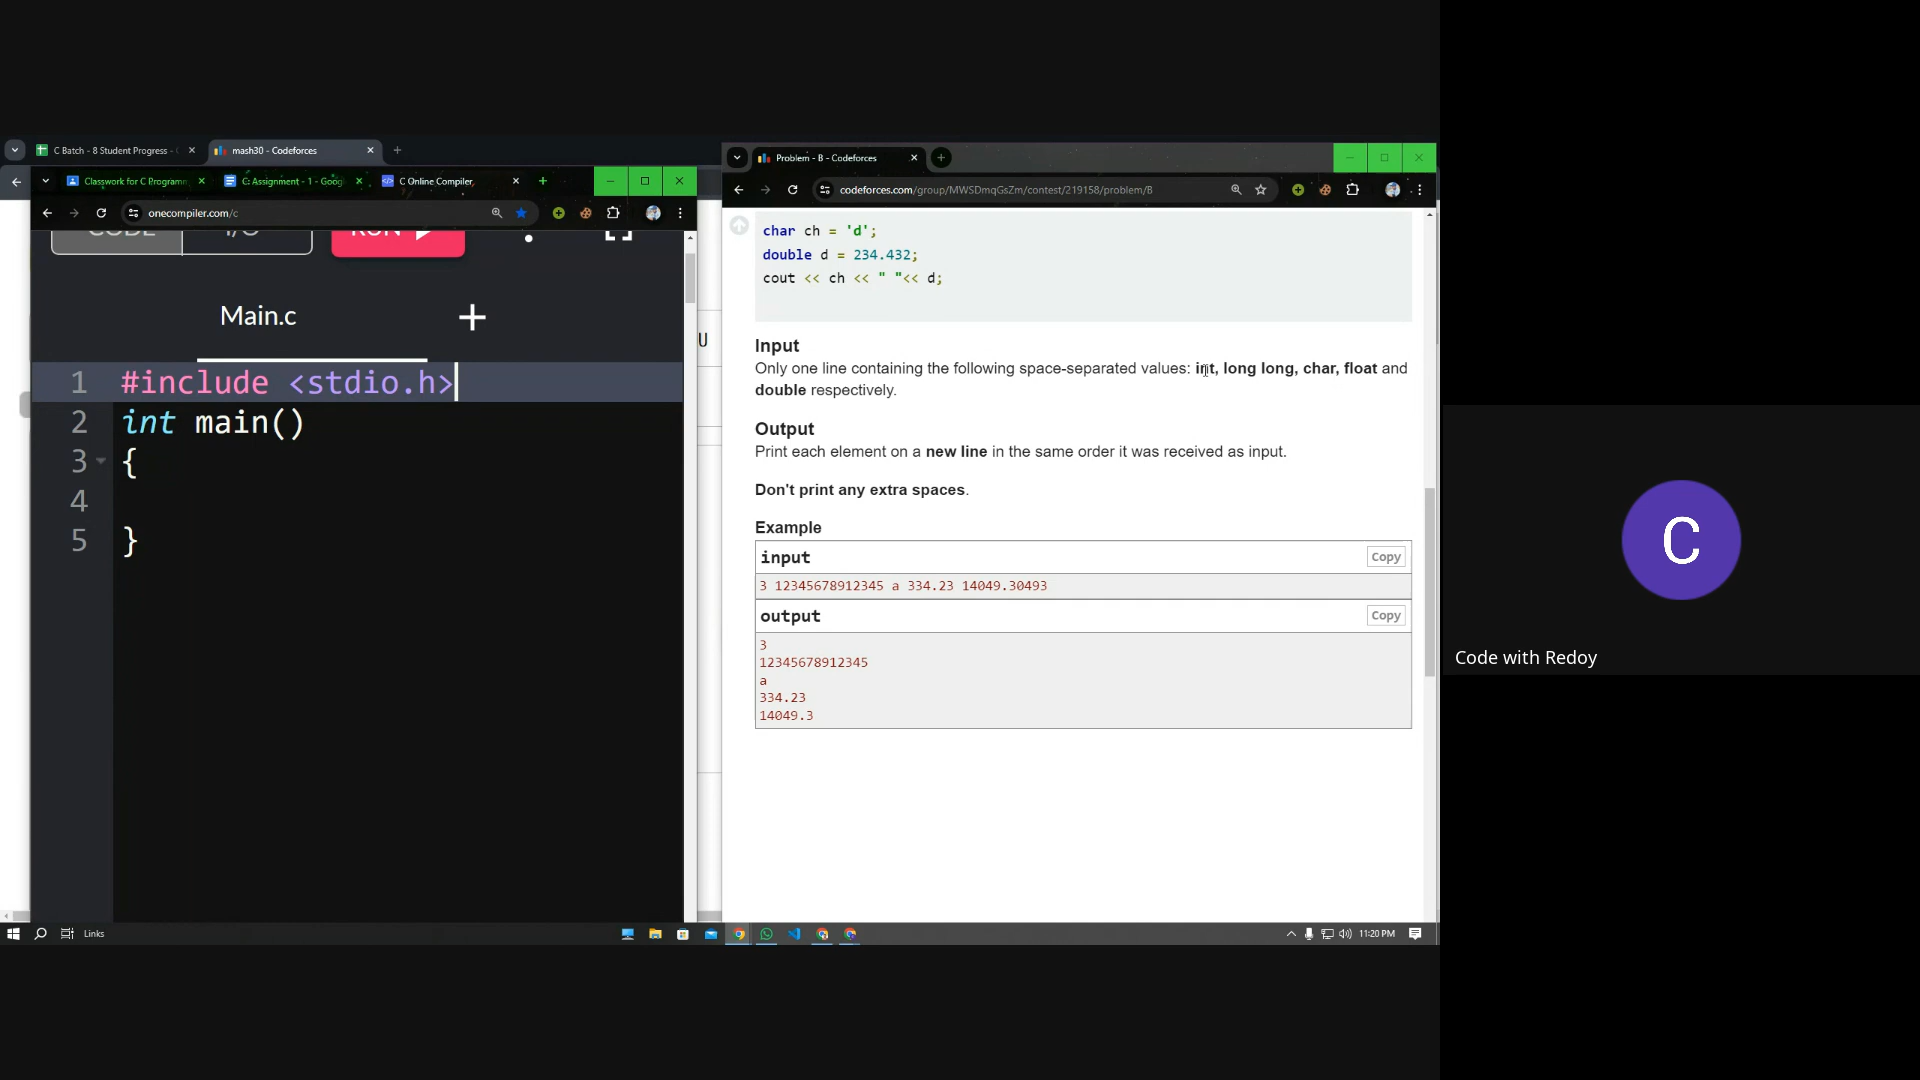 C Batch - 8 Student Progress -
mash30 - Codeforces
Classwork for C Programm
C: Assignment - 1 - Goog
C Online Compiler
onecompiler.com/c
CODE
I/O
RUN
Main.c
1 #include <stdio.h>
2 int main()
3 {
4
5 }
U
Problem - B - Codeforces
codeforces.com/group/MWSDmqGsZm/contest/219158/problem/B
char ch = 'd';
double d = 234.432;
cout << ch << " "<< d;
Input
Only one line containing the following space-separated values: int, long long, char, float and
double respectively.
Output
Print each element on a new line in the same order it was received as input.
Don't print any extra spaces.
Example
input
Copy
3 12345678912345 a 334.23 14049.30493
output
Copy
3
12345678912345
a
334.23
14049.3
C
Code with Redoy
Links
11:20 PM